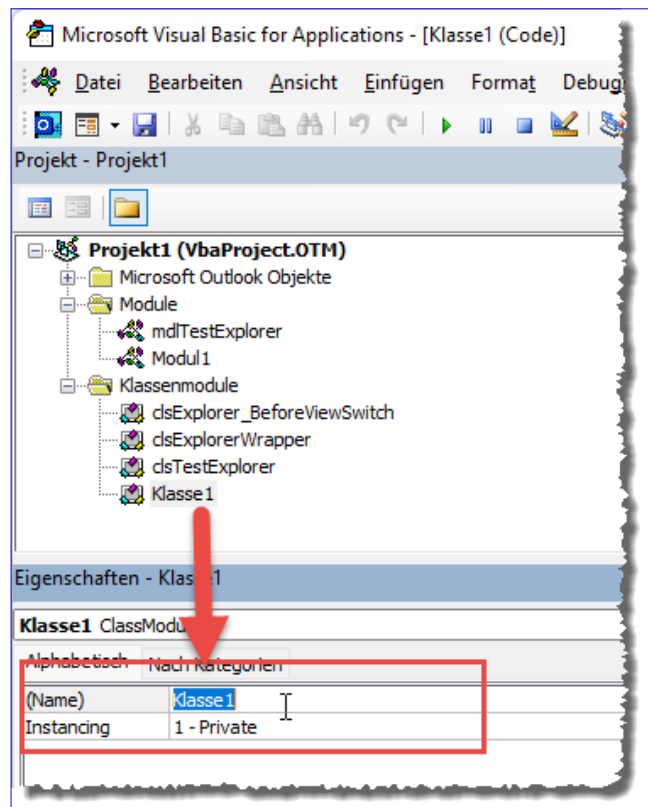 Microsoft Visual Basic for Applications - [Klasse1 (Code)]
Datei Bearbeiten Ansicht Einfügen Format Debug
Projekt - Projekt1
Projekt1 (VbaProject.OTM)
Microsoft Outlook Objekte
Module
mdlTestExplorer
Modul1
Klassenmodule
clsExplorer_BeforeViewSwitch
clsExplorerWrapper
clsTestExplorer
Klasse1
Eigenschaften - Klasse1
Klasse1 ClassModul
Alphabetisch Nach Kategorien
(Name) Klasse1
Instancing 1 - Private